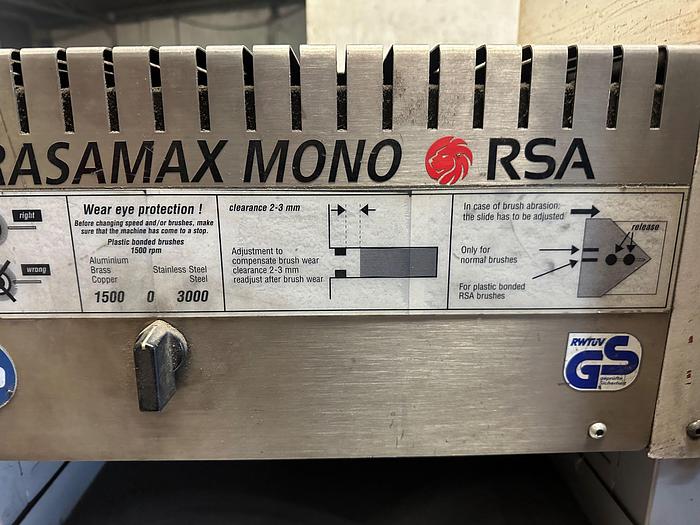 RASAMAX MONO RSA
right
wrong
Wear eye protection !
Before changing speed and/or brushes, make
sure that the machine has come to a stop.
Plastic bonded brushes
1500 rpm
Aluminium
Brass
Copper
Stainless Steel
Steel
1500 0 3000
clearance 2-3 mm
Adjustment to
compensate brush wear
clearance 2-3 mm
readjust after brush wear
In case of brush abrasion:
the slide has to be adjusted
release
Only for
normal brushes
For plastic bonded
RSA brushes
RWTÜV
GS
geprüfte
Sicherheit